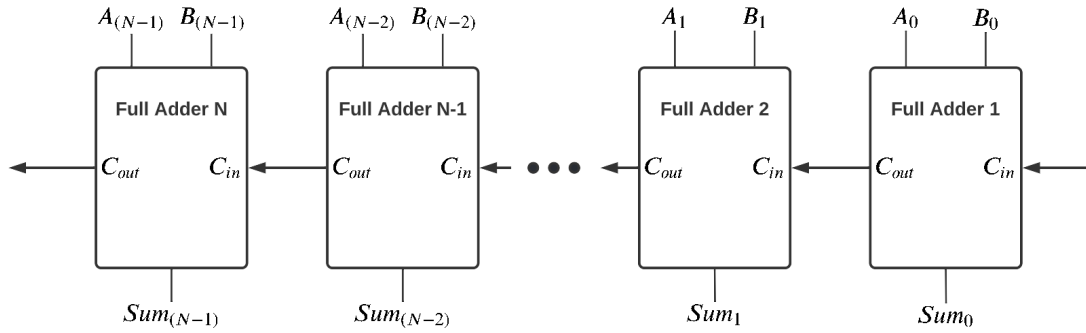 A(N−1) B(N−1) A(N−2) B(N−2) A1 B1 A0 B0
Full Adder N Full Adder N-1 Full Adder 2 Full Adder 1
Cout Cin Cout Cin Cout Cin Cout Cin
Sum(N−1) Sum(N−2) Sum1 Sum0